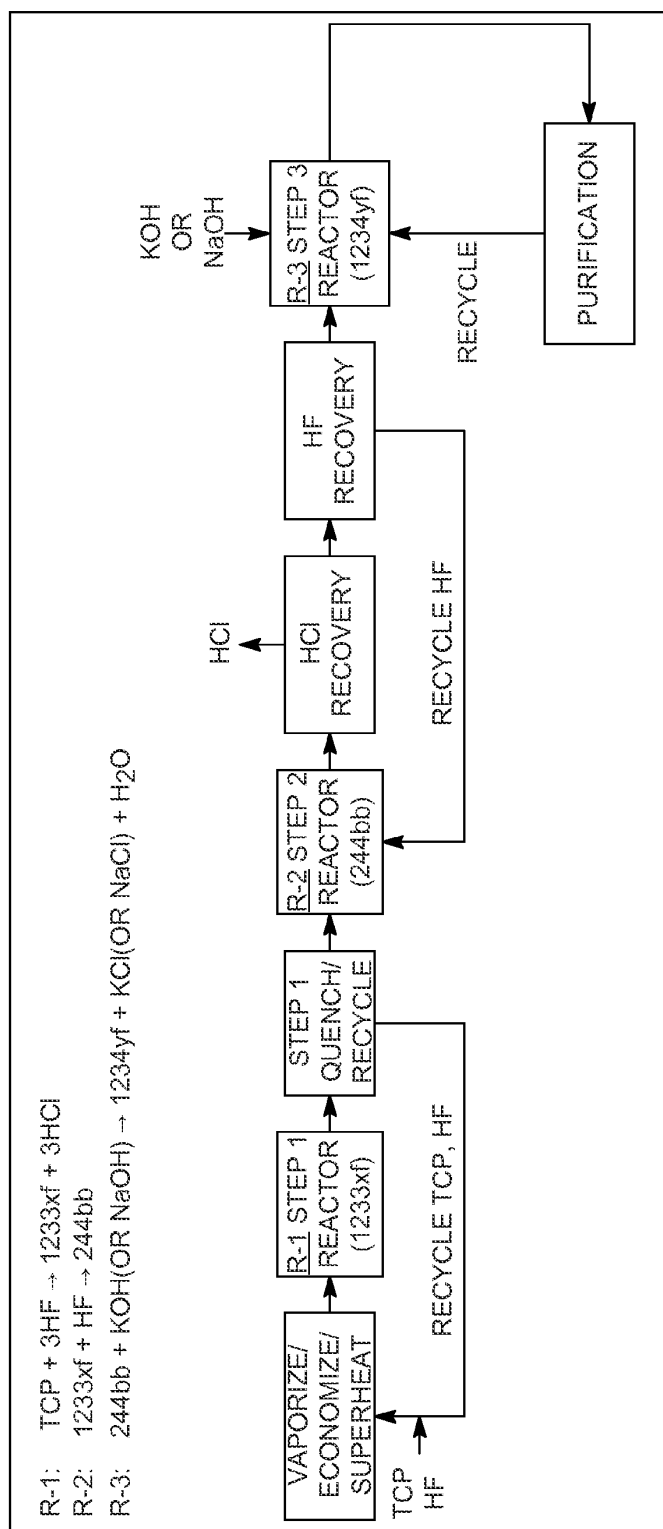 R-1: TCP + 3HF → 1233xf + 3HCl
R-2: 1233xf + HF → 244bb
R-3: 244bb + KOH(OR NaOH) → 1234yf + KCl(OR NaCl) + H₂O
VAPORIZE/
ECONOMIZE/
SUPERHEAT
TCP
HF
R-1 STEP 1
REACTOR
(1233xf)
STEP 1
QUENCH/
RECYCLE
RECYCLE TCP, HF
R-2 STEP 2
REACTOR
(244bb)
HCl
HCl
RECOVERY
HF
RECOVERY
RECYCLE HF
KOH
OR
NaOH
R-3 STEP 3
REACTOR
(1234yf)
RECYCLE
PURIFICATION